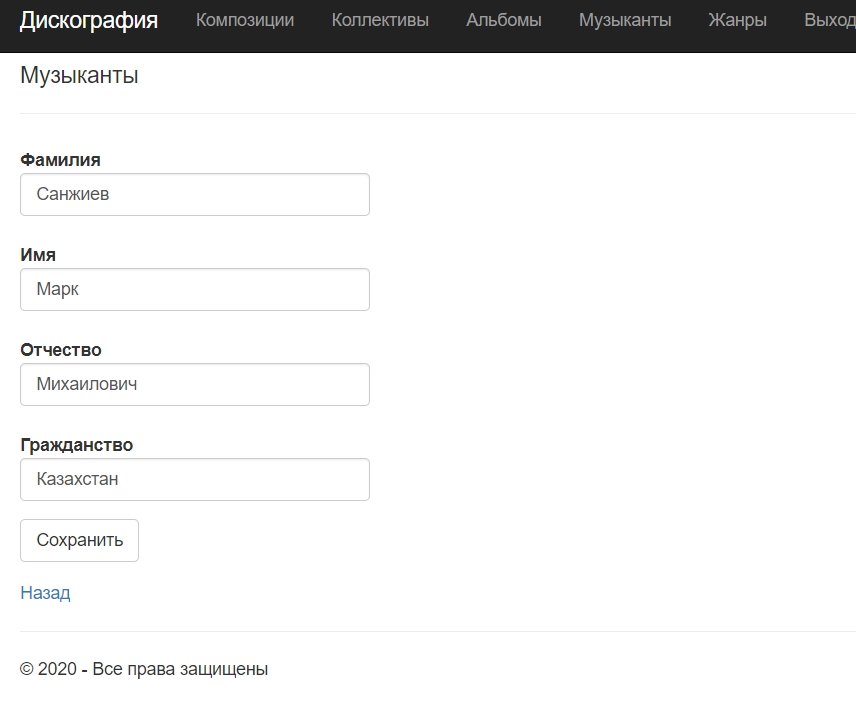 Дискография Композиции Коллективы Альбомы Музыканты Жанры Выход
Музыканты
Фамилия
Санжиев
Имя
Марк
Отчество
Михаилович
Гражданство
Казахстан
Сохранить
Назад
© 2020 - Все права защищены